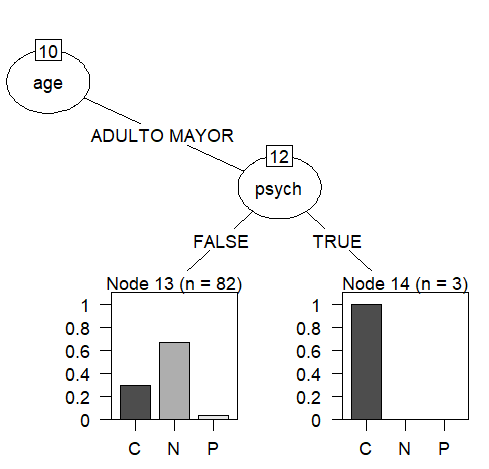 10
age
ADULTO MAYOR
12
psych
FALSE
TRUE
Node 13 (n = 82)
1
0.8
0.6
0.4
0.2
0
C N P
Node 14 (n = 3)
1
0.8
0.6
0.4
0.2
0
C N P